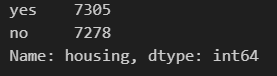 yes    7305
no     7278
Name: housing, dtype: int64